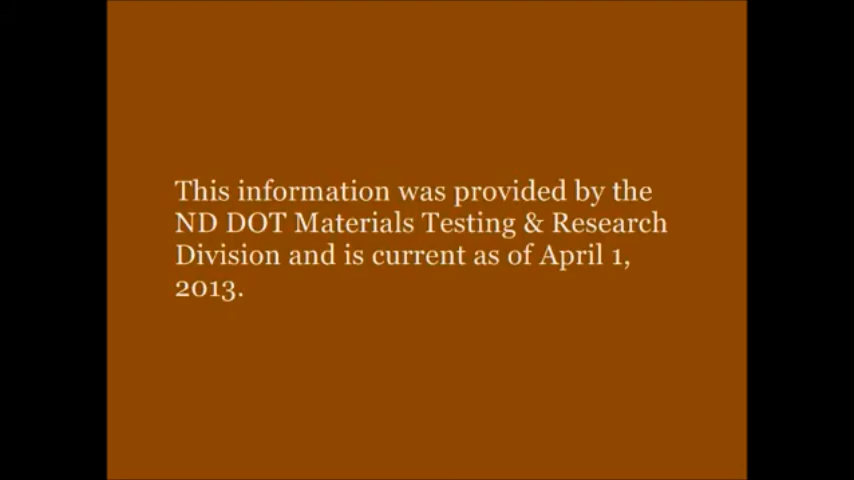 This information was provided by the
ND DOT Materials Testing & Research
Division and is current as of April 1,
2013.